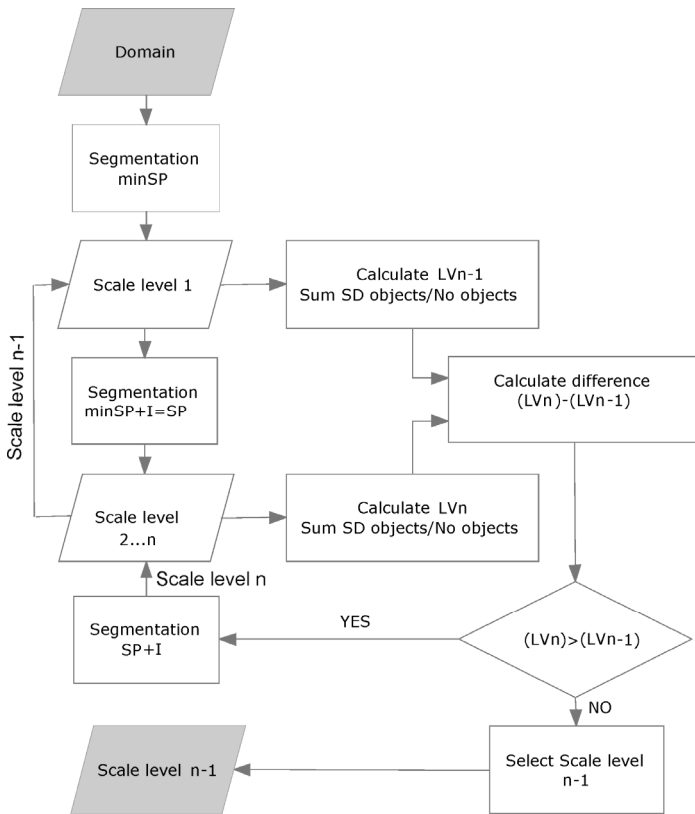 Domain
Segmentation
minSP
Scale level 1
Calculate LVn-1
Sum SD objects/No objects
Scale level n-1
Segmentation
minSP+I=SP
Calculate difference
(LVn)-(LVn-1)
Scale level
2...n
Calculate LVn
Sum SD objects/No objects
Scale level n
Segmentation
SP+I
YES
(LVn)>(LVn-1)
NO
Select Scale level
n-1
Scale level n-1